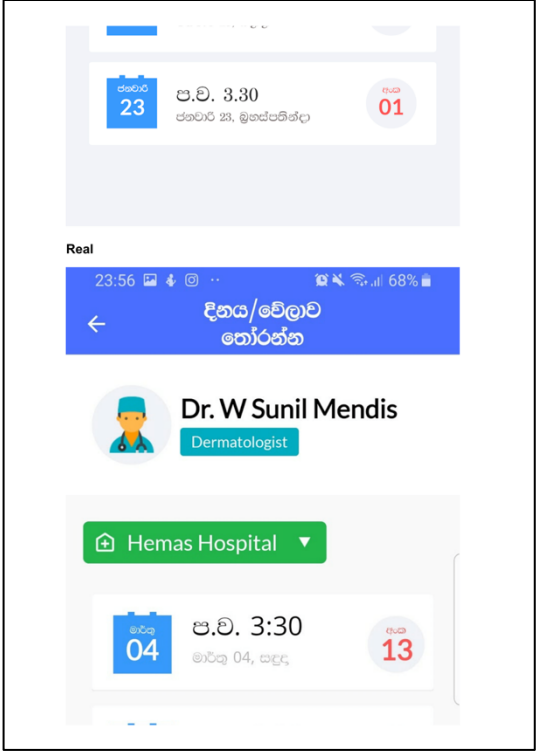 ජනවාරි
23
ප.ව. 3.30
ජනවාරි 23, බ්‍රහස්පතින්දා
අංක
01
Real
23:56
68%
දිනය/වේලාව
තෝරන්න
Dr. W Sunil Mendis
Dermatologist
Hemas Hospital
මාර්තු
04
ප.ව. 3:30
මාර්තු 04, සඳුදු
අංක
13